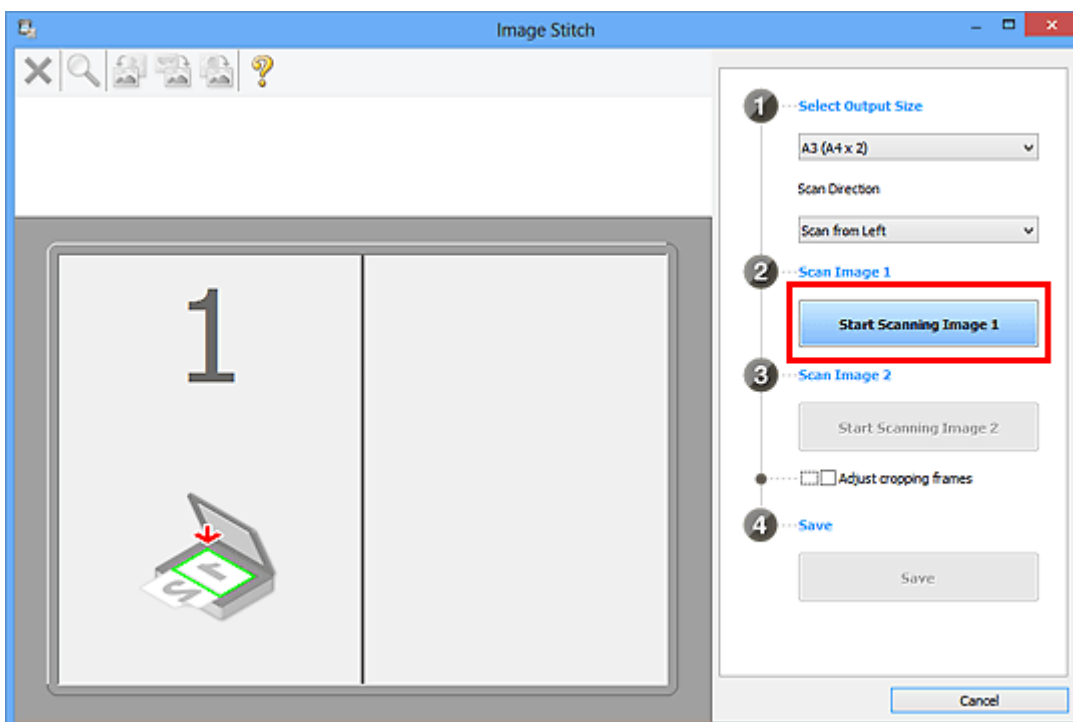 Image Stitch
1 Select Output Size
A3 (A4 x 2)
Scan Direction
Scan from Left
2 Scan Image 1
Start Scanning Image 1
3 Scan Image 2
Start Scanning Image 2
Adjust cropping frames
4 Save
Save
Cancel
1
1
2